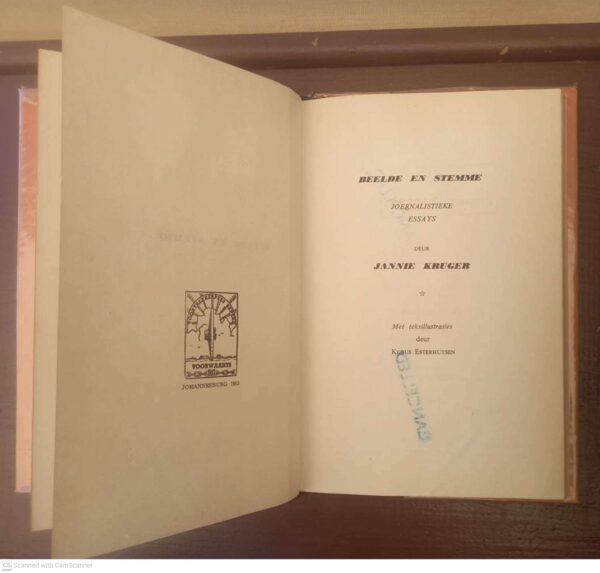 VOORWAARTS
JOHANNESBURG
BEELDE EN STEMME
JOERNALISTIEKE
ESSAYS
DEUR
JANNIE KRUGER
Met teksillustrasies
deur
KOBUS ESTERHUYSEN
CANCELLED
CS Scanned with CamScanner